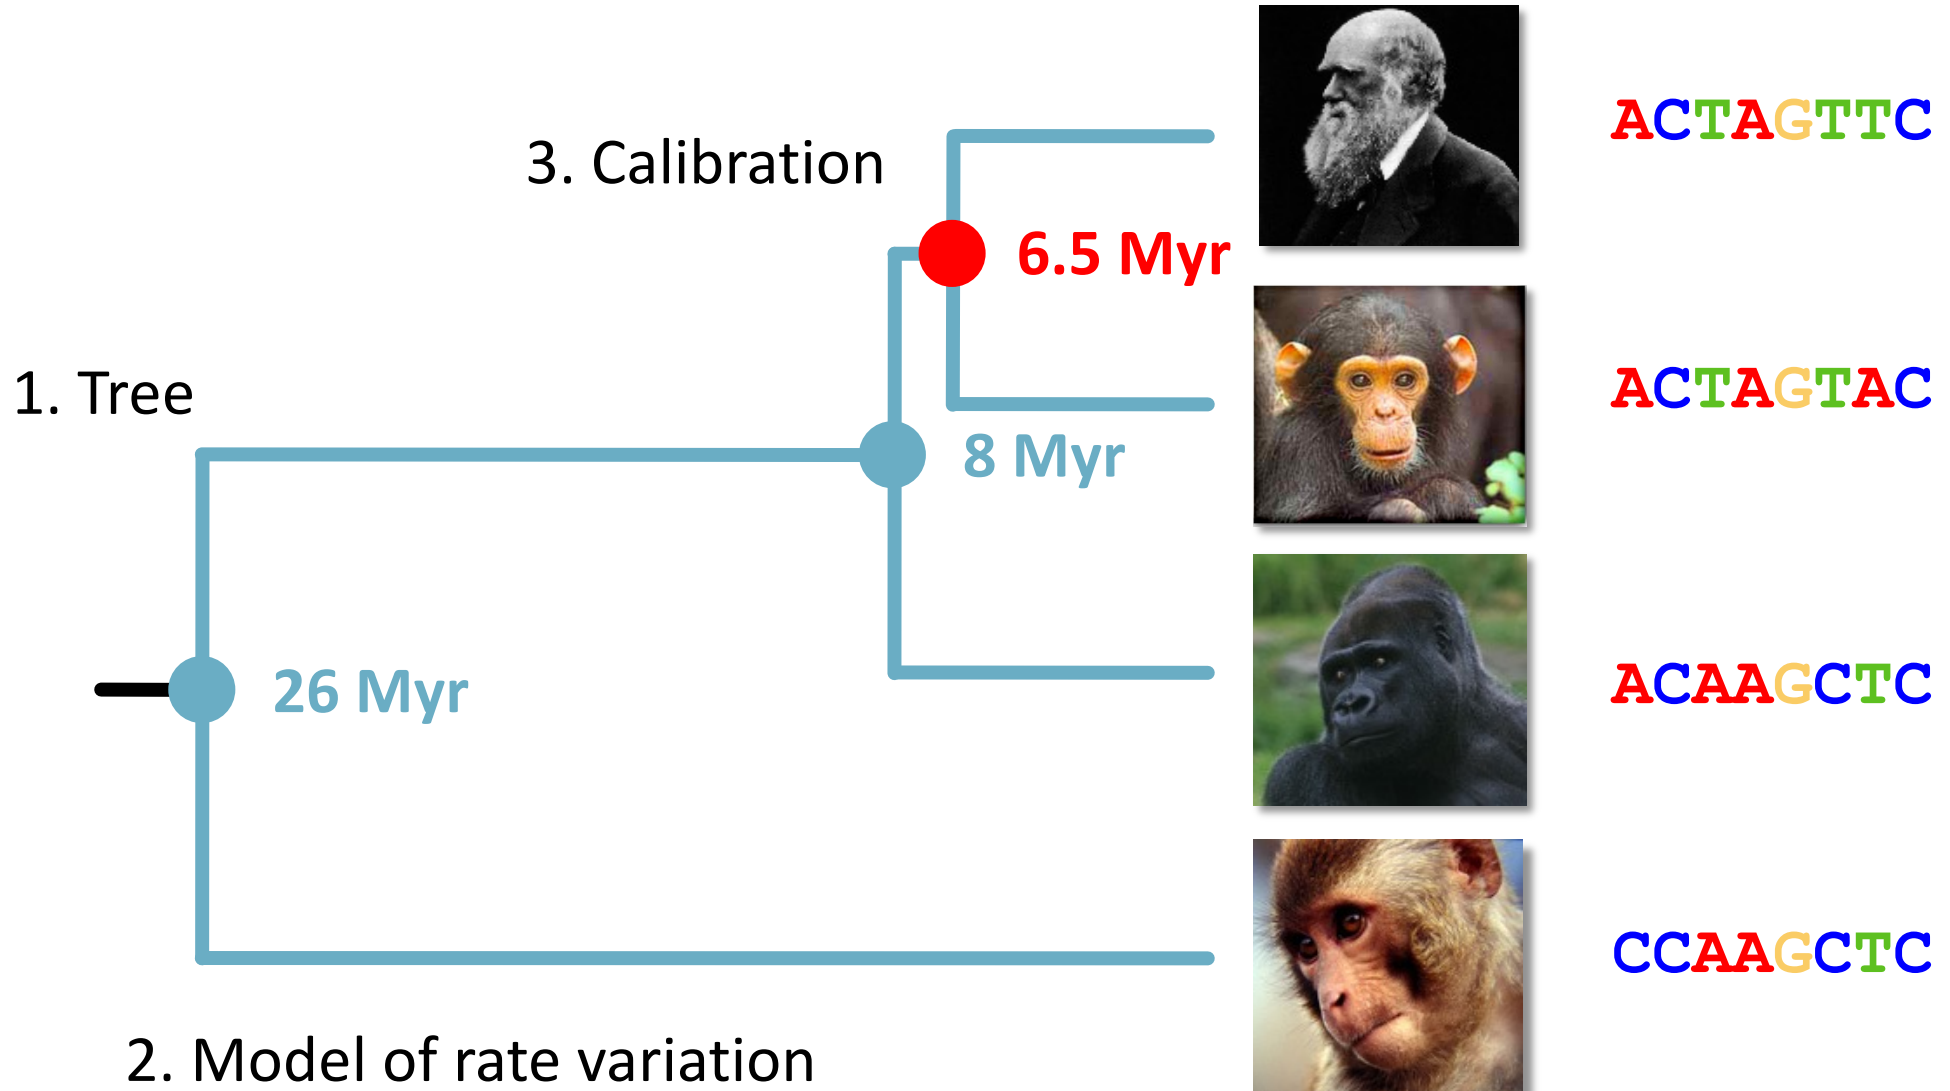 ACTAGTTC
3. Calibration
6.5 Myr
1. Tree
ACTAGTAC
8 Myr
26 Myr
ACAAGCTC
CCAAGCTC
2. Model of rate variation